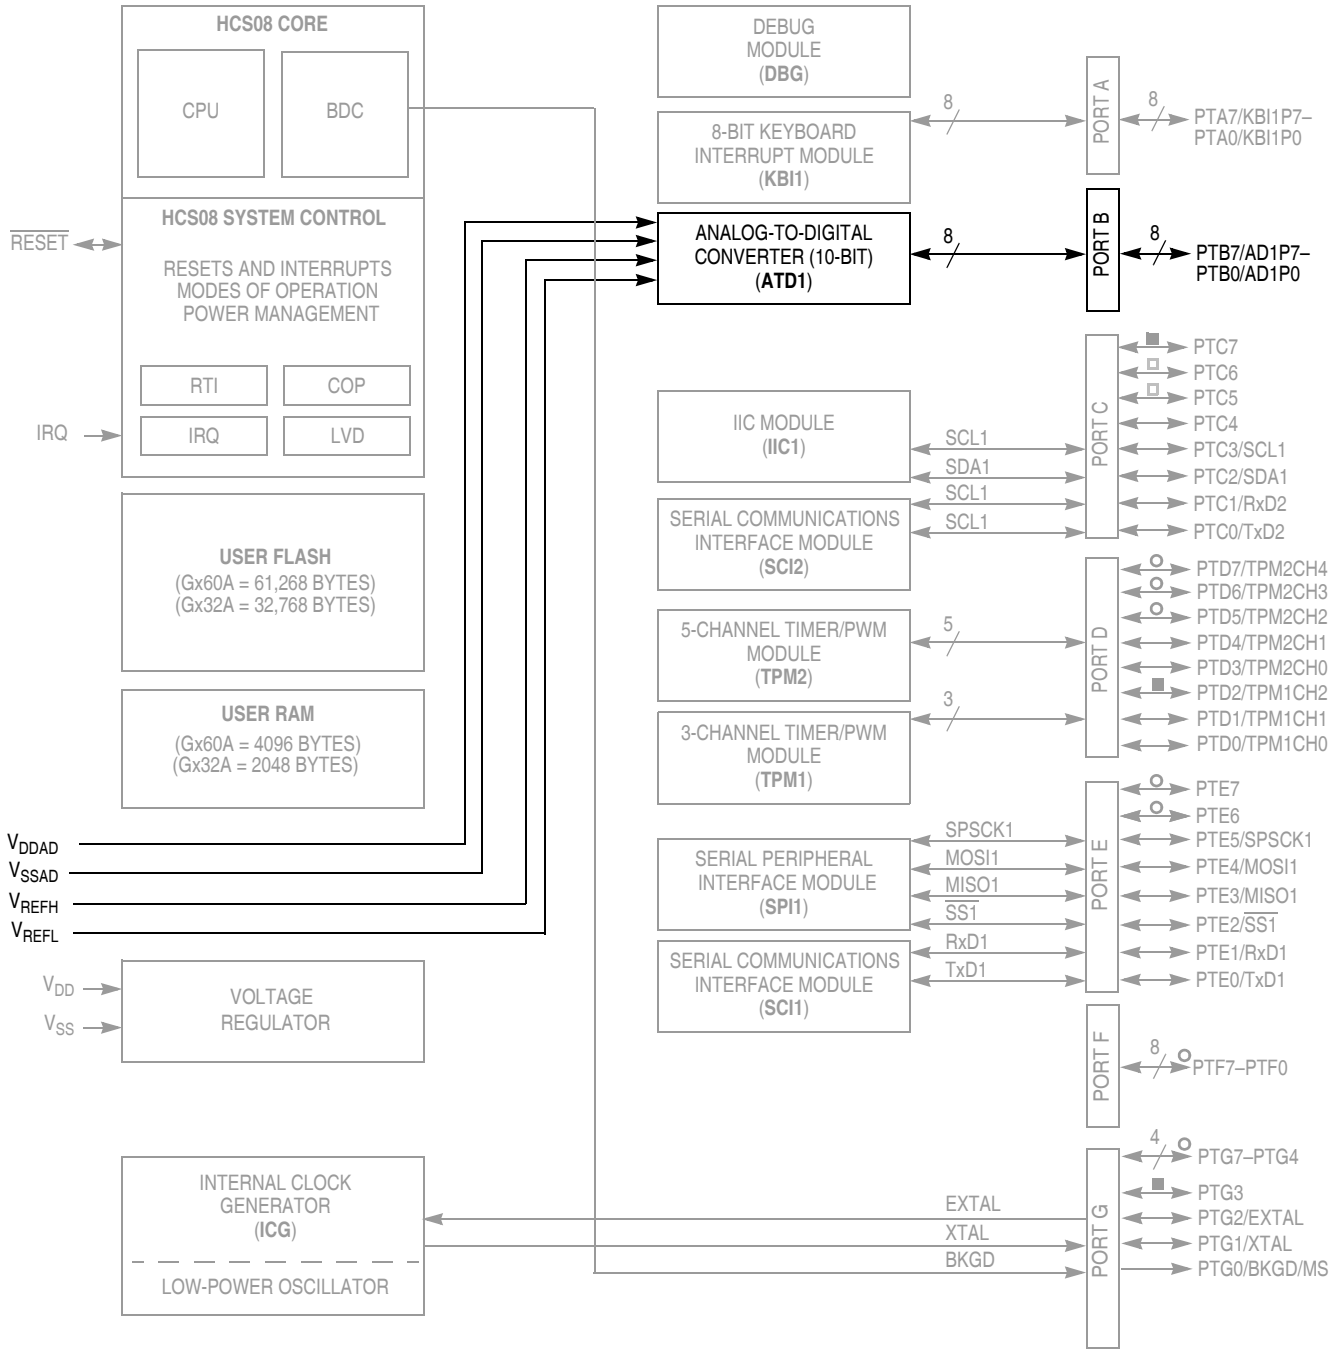 HCS08 CORE
CPU
BDC
HCS08 SYSTEM CONTROL
RESETS AND INTERRUPTS
MODES OF OPERATION
POWER MANAGEMENT
RTI
COP
IRQ
LVD
RESET
IRQ
USER FLASH
(Gx60A = 61,268 BYTES)
(Gx32A = 32,768 BYTES)
USER RAM
(Gx60A = 4096 BYTES)
(Gx32A = 2048 BYTES)
VDDAD
VSSAD
VREFH
VREFL
VDD
VSS
VOLTAGE
REGULATOR
INTERNAL CLOCK
GENERATOR
(ICG)
LOW-POWER OSCILLATOR
DEBUG
MODULE
(DBG)
8-BIT KEYBOARD
INTERRUPT MODULE
(KBI1)
8
ANALOG-TO-DIGITAL
CONVERTER (10-BIT)
(ATD1)
8
IIC MODULE
(IIC1)
SCL1
SDA1
SERIAL COMMUNICATIONS
INTERFACE MODULE
(SCI2)
SCL1
SCL1
5-CHANNEL TIMER/PWM
MODULE
(TPM2)
5
3-CHANNEL TIMER/PWM
MODULE
(TPM1)
3
SERIAL PERIPHERAL
INTERFACE MODULE
(SPI1)
SPSCK1
MOSI1
MISO1
SS1
SERIAL COMMUNICATIONS
INTERFACE MODULE
(SCI1)
RxD1
TxD1
EXTAL
XTAL
BKGD
PORT A
8
PTA7/KBI1P7–
PTA0/KBI1P0
PORT B
8
PTB7/AD1P7–
PTB0/AD1P0
PORT C
PTC7
PTC6
PTC5
PTC4
PTC3/SCL1
PTC2/SDA1
PTC1/RxD2
PTC0/TxD2
PORT D
PTD7/TPM2CH4
PTD6/TPM2CH3
PTD5/TPM2CH2
PTD4/TPM2CH1
PTD3/TPM2CH0
PTD2/TPM1CH2
PTD1/TPM1CH1
PTD0/TPM1CH0
PORT E
PTE7
PTE6
PTE5/SPSCK1
PTE4/MOSI1
PTE3/MISO1
PTE2/SS1
PTE1/RxD1
PTE0/TxD1
PORT F
8
PTF7–PTF0
PORT G
4
PTG7–PTG4
PTG3
PTG2/EXTAL
PTG1/XTAL
PTG0/BKGD/MS